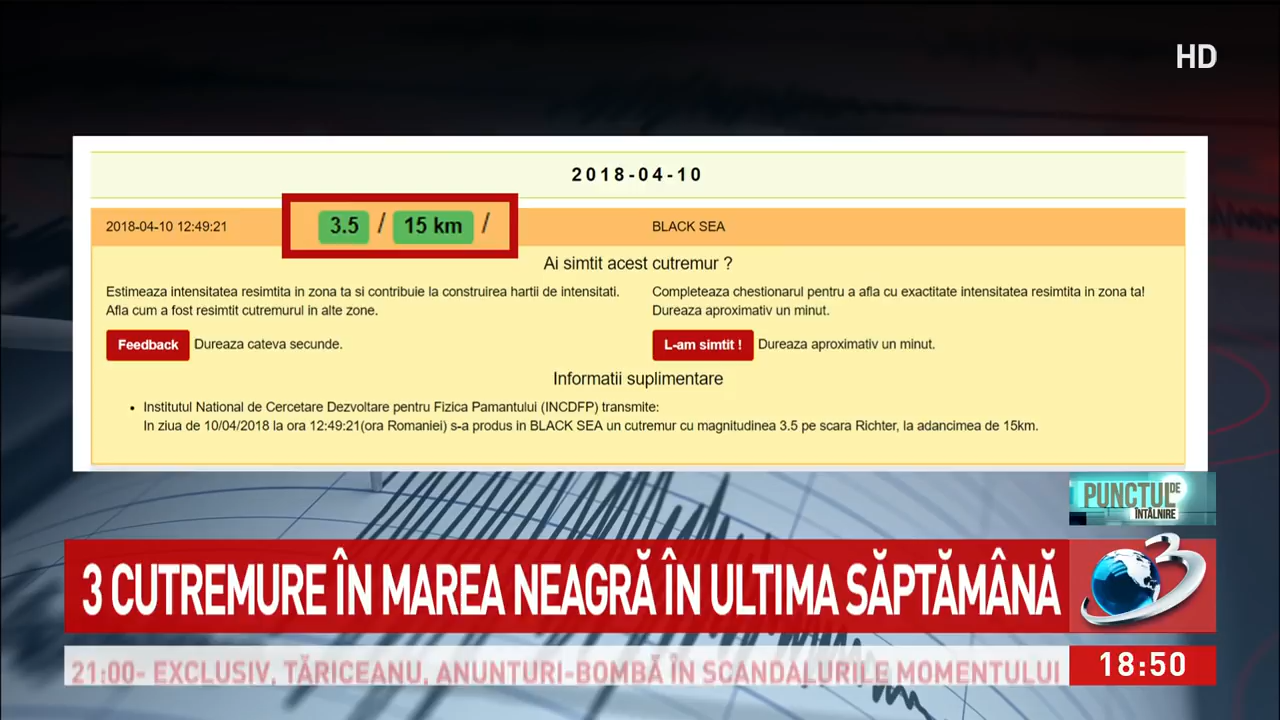 HD
2018-04-10
2018-04-10 12:49:21 3.5 / 15 km / BLACK SEA
Ai simtit acest cutremur ?
Estimeaza intensitatea resimtita in zona ta si contribuie la construirea hartii de intensitati.
Afla cum a fost resimtit cutremurul in alte zone.
Feedback Dureaza cateva secunde.
Completeaza chestionarul pentru a afla cu exactitate intensitatea resimtita in zona ta!
Dureaza aproximativ un minut.
L-am simtit ! Dureaza aproximativ un minut.
Informatii suplimentare
• Institutul National de Cercetare Dezvoltare pentru Fizica Pamantului (INCDFP) transmite:
In ziua de 10/04/2018 la ora 12:49:21(ora Romaniei) s-a produs in BLACK SEA un cutremur cu magnitudinea 3.5 pe scara Richter, la adancimea de 15km.
PUNCTUL DE
ÎNTÂLNIRE
3 CUTREMURE ÎN MAREA NEAGRĂ ÎN ULTIMA SĂPTĂMÂNĂ
3
21:00- EXCLUSIV, TĂRICEANU, ANUNTURI-BOMBĂ ÎN SCANDALURILE MOMENTULUI
18:50